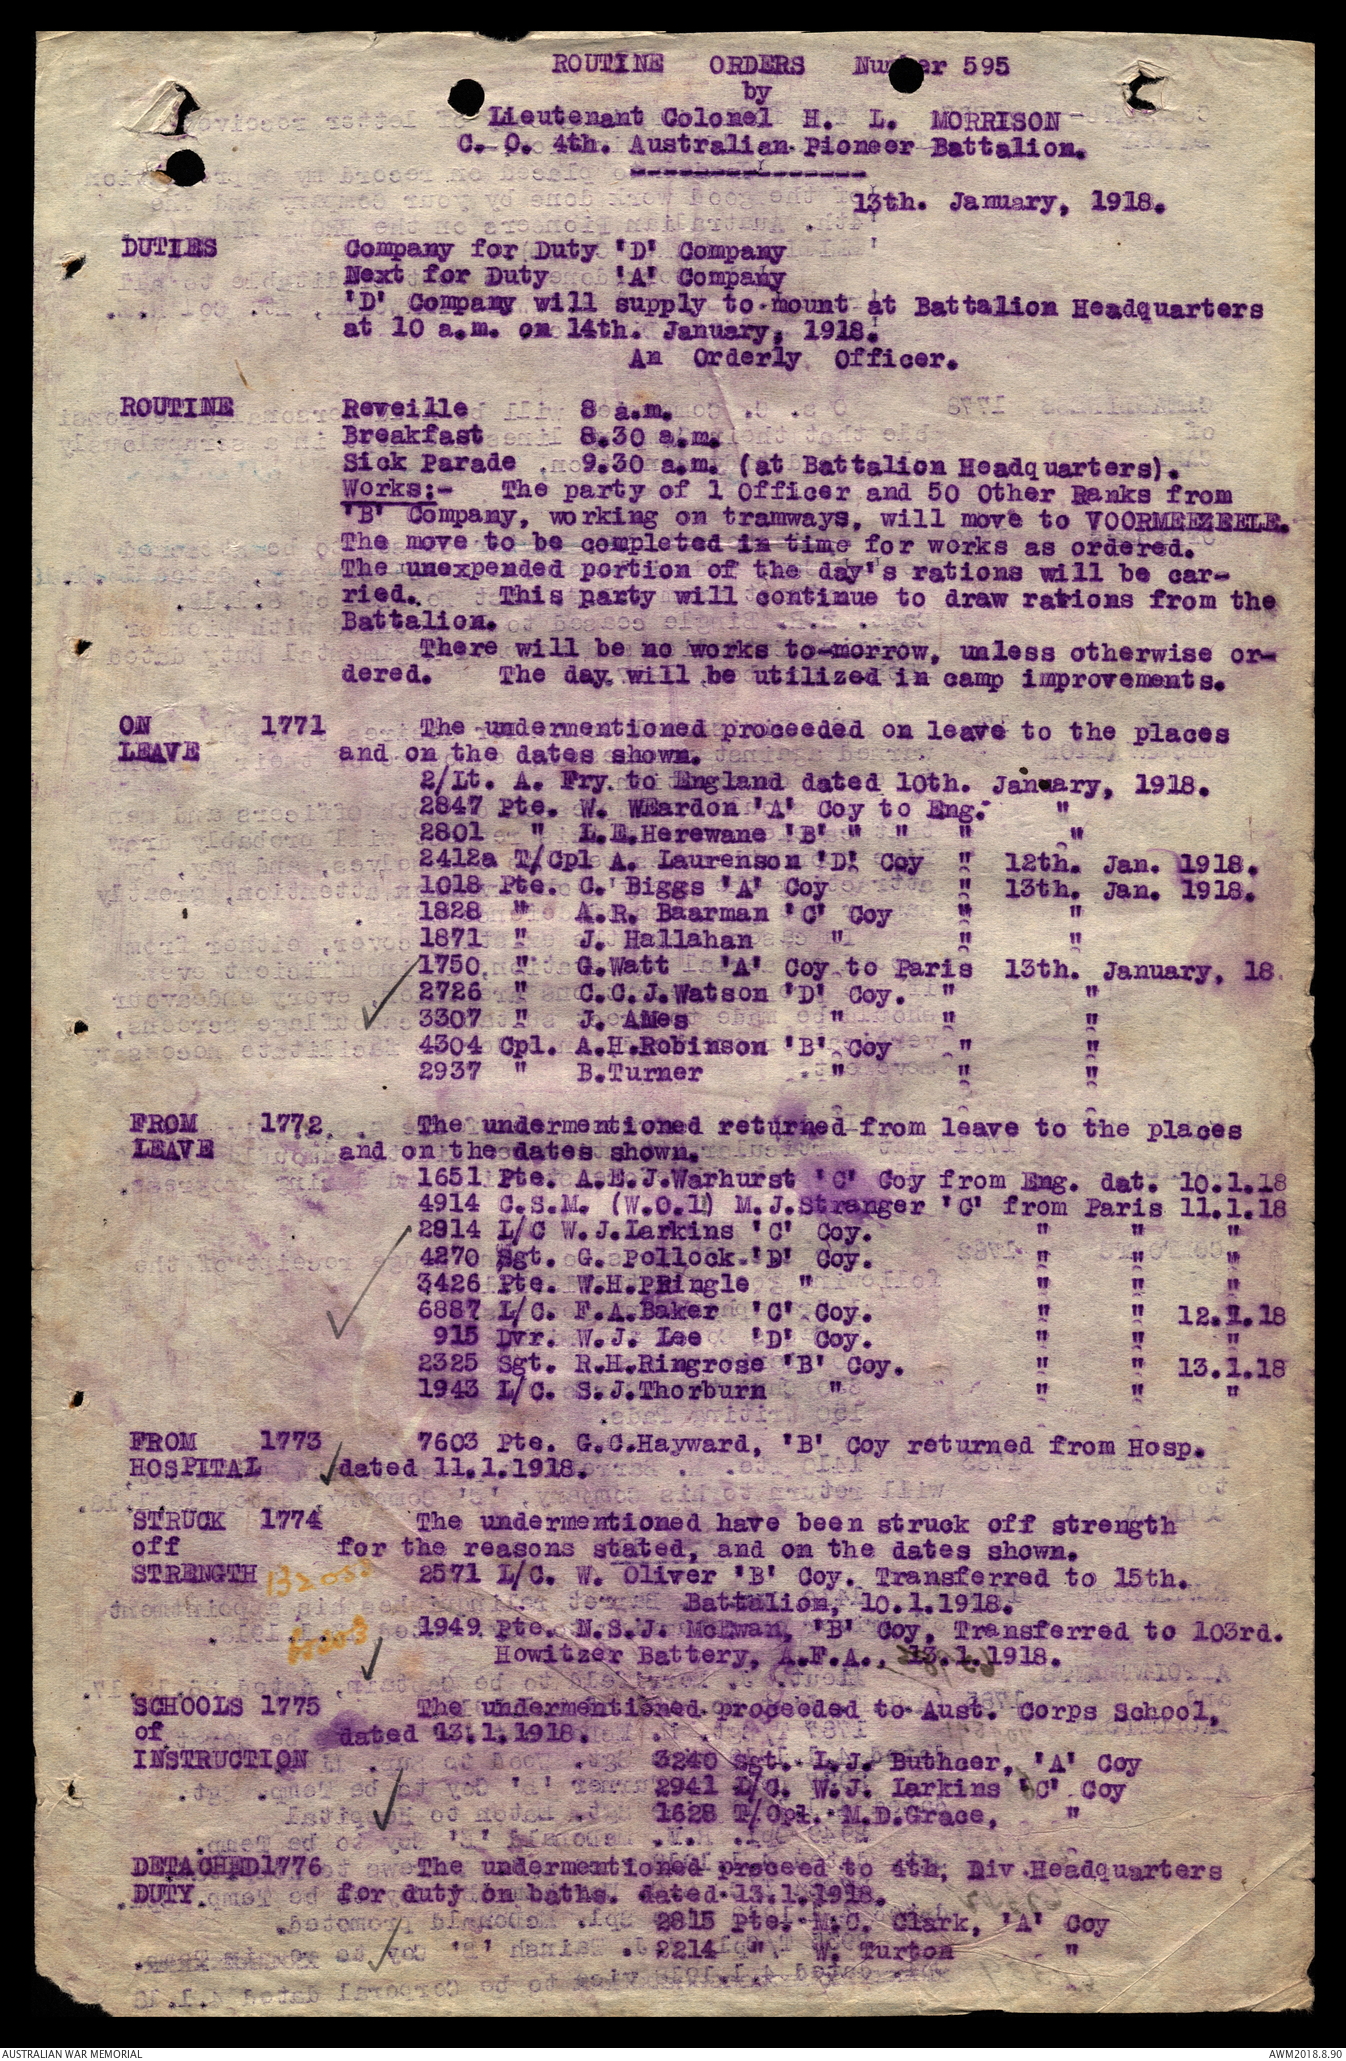 ROUTINE ORDERS Number 595
by
Lieutenant Colonel H. L. MORRISON
C. O. 4th. Australian Pioneer Battalion.
13th. January, 1918.
DUTIES Company for Duty 'D' Company
Next for Duty 'A' Company
'D' Company will supply to mount at Battalion Headquarters
at 10 a.m. on 14th. January, 1918.
An Orderly Officer.
ROUTINE Reveille 8 a.m.
Breakfast 8.30 a.m.
Sick Parade 9.30 a.m. (at Battalion Headquarters).
Works:- The party of 1 Officer and 50 Other Ranks from
'B' Company, working on tramways, will move to VOORMEEZEELE.
The move to be completed in time for works as ordered.
The unexpended portion of the day's rations will be car-
ried. This party will continue to draw rations from the
Battalion.
There will be no works to-morrow, unless otherwise or-
dered. The day will be utilized in camp improvements.
ON 1771 The undermentioned proceeded on leave to the places
LEAVE and on the dates shown.
2/Lt. A. Fry to England dated 10th. January, 1918.
2847 Pte. W. WEardon 'A' Coy to Eng. "
2801 " L.E.Herewane 'B' " " " "
2412a T/Cpl A. Laurenson 'D' Coy " 12th. Jan. 1918.
1018 Pte. C. Biggs 'A' Coy " 13th. Jan. 1918.
1828 " A.R. Baarman 'C' Coy " "
1871 " J. Hallahan " " "
1750 " G.Watt 'A' Coy to Paris 13th. January, 18.
2726 " C.C.J.Watson 'D' Coy. " "
3307 " J. AMes " " "
4304 Cpl. A.H.Robinson 'B' Coy " "
2937 " B.Turner " " "
FROM 1772 The undermentioned returned from leave to the places
LEAVE and on the dates shown.
1651 Pte. A.E.J.Warhurst 'C' Coy from Eng. dat. 10.1.18
4914 C.S.M. (W.O.1) M.J.Stranger 'C' from Paris 11.1.18
2814 L/C W.J.Larkins 'C' Coy. " " "
4270 Sgt. G.Pollock 'D' Coy. " " "
3426 Pte. W.H.PRingle " " " "
6887 L/C. F.A.Baker 'C' Coy. " " 12.1.18
915 Dvr. W.J. Lee 'D' Coy. " " "
2325 Sgt. R.H.Ringrose 'B' Coy. " " 13.1.18
1943 L/C. S.J.Thorburn " " " "
FROM 1773 7603 Pte. G.C.Hayward, 'B' Coy returned from Hosp.
HOSPITAL dated 11.1.1918.
STRUCK 1774 The undermentioned have been struck off strength
off for the reasons stated, and on the dates shown.
STRENGTH 2571 L/C. W. Oliver 'B' Coy. Transferred to 15th.
Battalion, 10.1.1918.
1949 Pte. N.S.J. McEwan, 'B' Coy, Transferred to 103rd.
Howitzer Battery, A.F.A., 13.1.1918.
SCHOOLS 1775 The undermentioned proceeded to Aust. Corps School,
of dated 13.1.1918.
INSTRUCTION 3240 Sgt. L.J. Buthcer, 'A' Coy
2941 L/C. W.J. Larkins 'C' Coy
1628 T/Cpl. M.D.Grace, "
DETACHED 1776 The undermentioned proceed to 4th. Div Headquarters
DUTY. for duty on baths. dated 13.1.1918.
2815 Pte. M.C. Clark, 'A' Coy
2214 " W. Turton "
AUSTRALIAN WAR MEMORIAL AWM2018.8.90